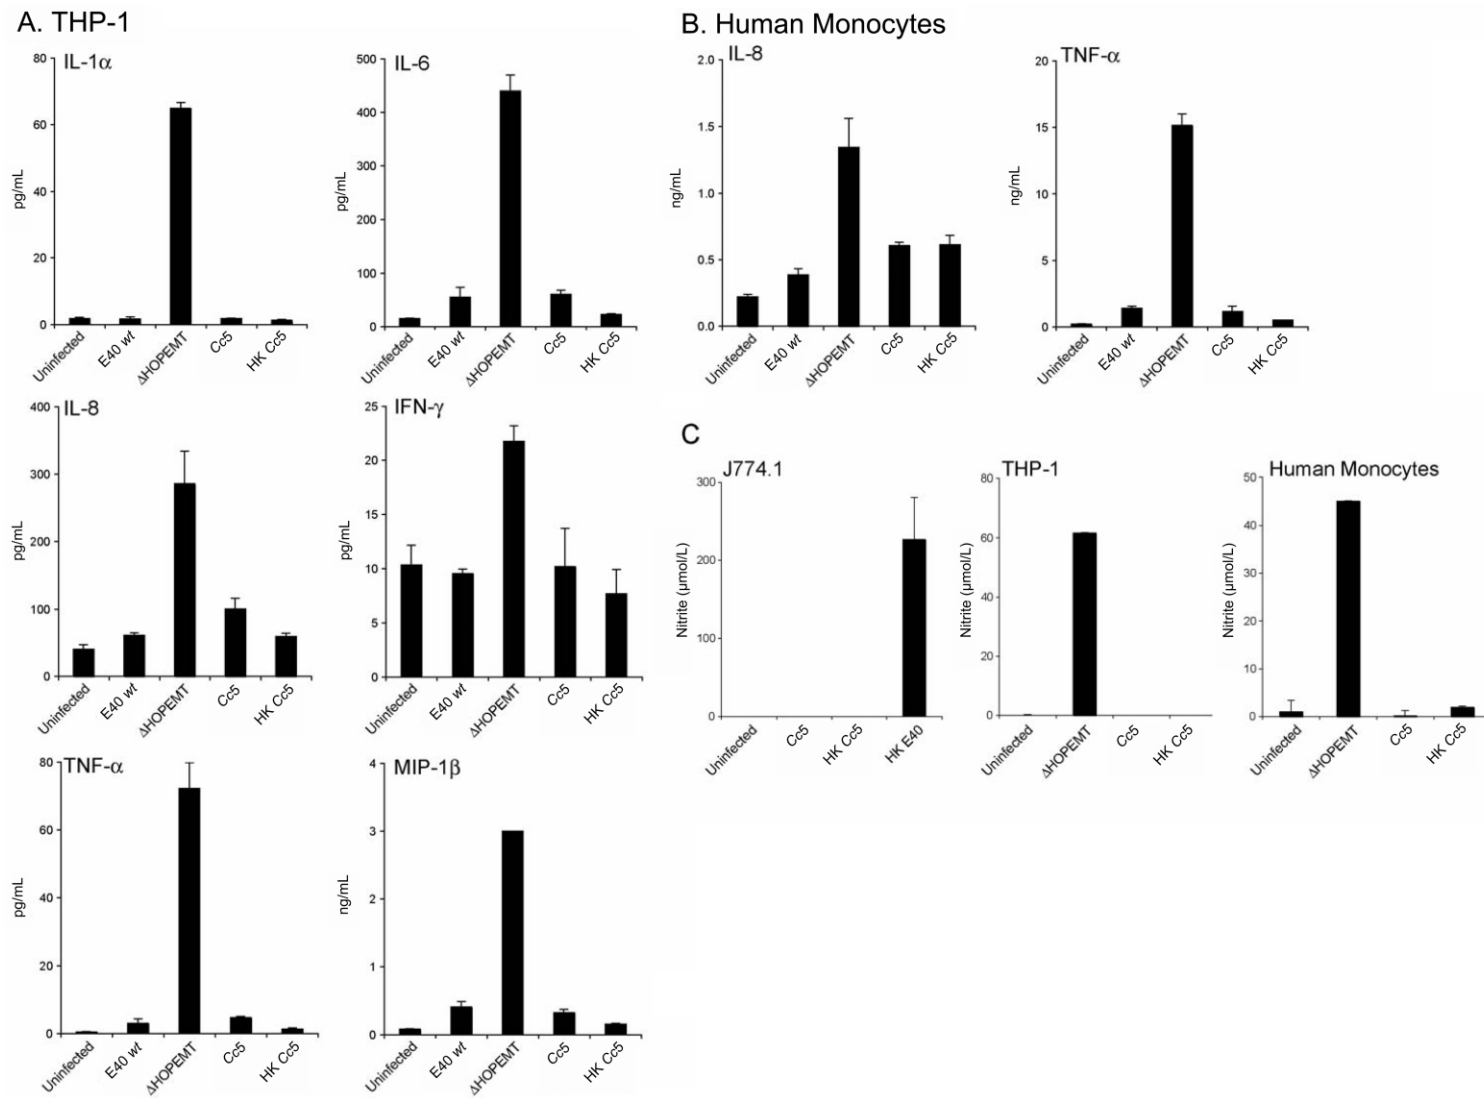 A. THP-1
IL-1α
pg/mL
80
60
40
20
0
Uninfected
E40 wt
ΔHOPEMT
Cc5
HK Cc5
IL-6
pg/mL
500
400
300
200
100
0
Uninfected
E40 wt
ΔHOPEMT
Cc5
HK Cc5
IL-8
pg/mL
400
300
200
100
0
Uninfected
E40 wt
ΔHOPEMT
Cc5
HK Cc5
IFN-γ
pg/mL
25
20
15
10
5
0
Uninfected
E40 wt
ΔHOPEMT
Cc5
HK Cc5
TNF-α
pg/mL
80
60
40
20
0
Uninfected
E40 wt
ΔHOPEMT
Cc5
HK Cc5
MIP-1β
ng/mL
4
3
2
1
0
Uninfected
E40 wt
ΔHOPEMT
Cc5
HK Cc5
B. Human Monocytes
IL-8
ng/mL
2.0
1.5
1.0
0.5
0.0
Uninfected
E40 wt
ΔHOPEMT
Cc5
HK Cc5
TNF-α
ng/mL
20
15
10
5
0
Uninfected
E40 wt
ΔHOPEMT
Cc5
HK Cc5
C
J774.1
Nitrite (μmol/L)
300
200
100
0
Uninfected
Cc5
HK Cc5
HK E40
THP-1
Nitrite (μmol/L)
80
60
40
20
0
Uninfected
ΔHOPEMT
Cc5
HK Cc5
Human Monocytes
Nitrite (μmol/L)
50
40
30
20
10
0
Uninfected
ΔHOPEMT
Cc5
HK Cc5